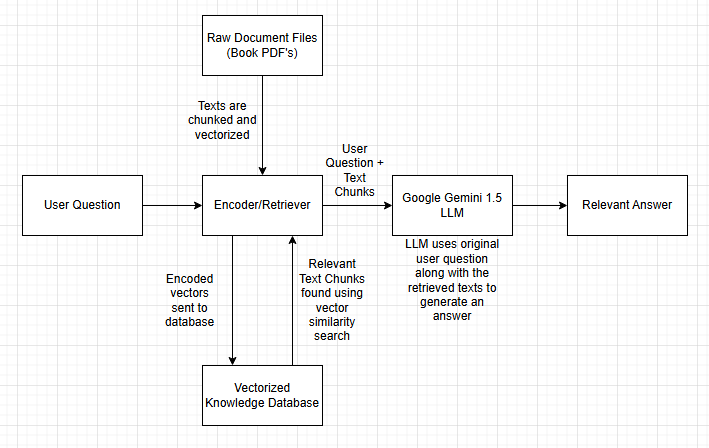 Raw Document Files
(Book PDF's)
Texts are
chunked and
vectorized
User
Question +
Text
Chunks
User Question
Encoder/Retriever
Google Gemini 1.5
LLM
Relevant Answer
LLM uses original
user question
along with the
retrieved texts to
generate an
answer
Encoded
vectors
sent to
database
Relevant
Text Chunks
found using
vector
similarity
search
Vectorized
Knowledge Database